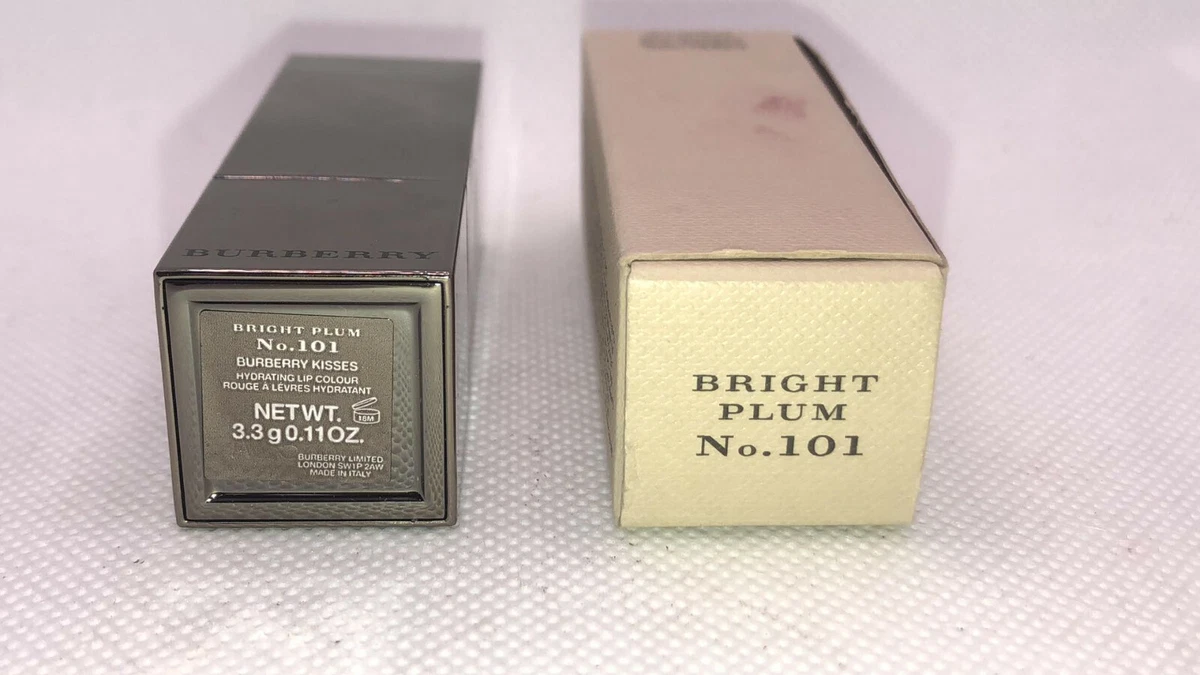 BURBERRY
BRIGHT PLUM
No.101
BURBERRY KISSES
HYDRATING LIP COLOUR
ROUGE À LÈVRES HYDRATANT
NET WT.
18M
3.3 g 0.11 OZ.
BURBERRY LIMITED
LONDON SW1P 2AW
MADE IN ITALY
BRIGHT
PLUM
No.101